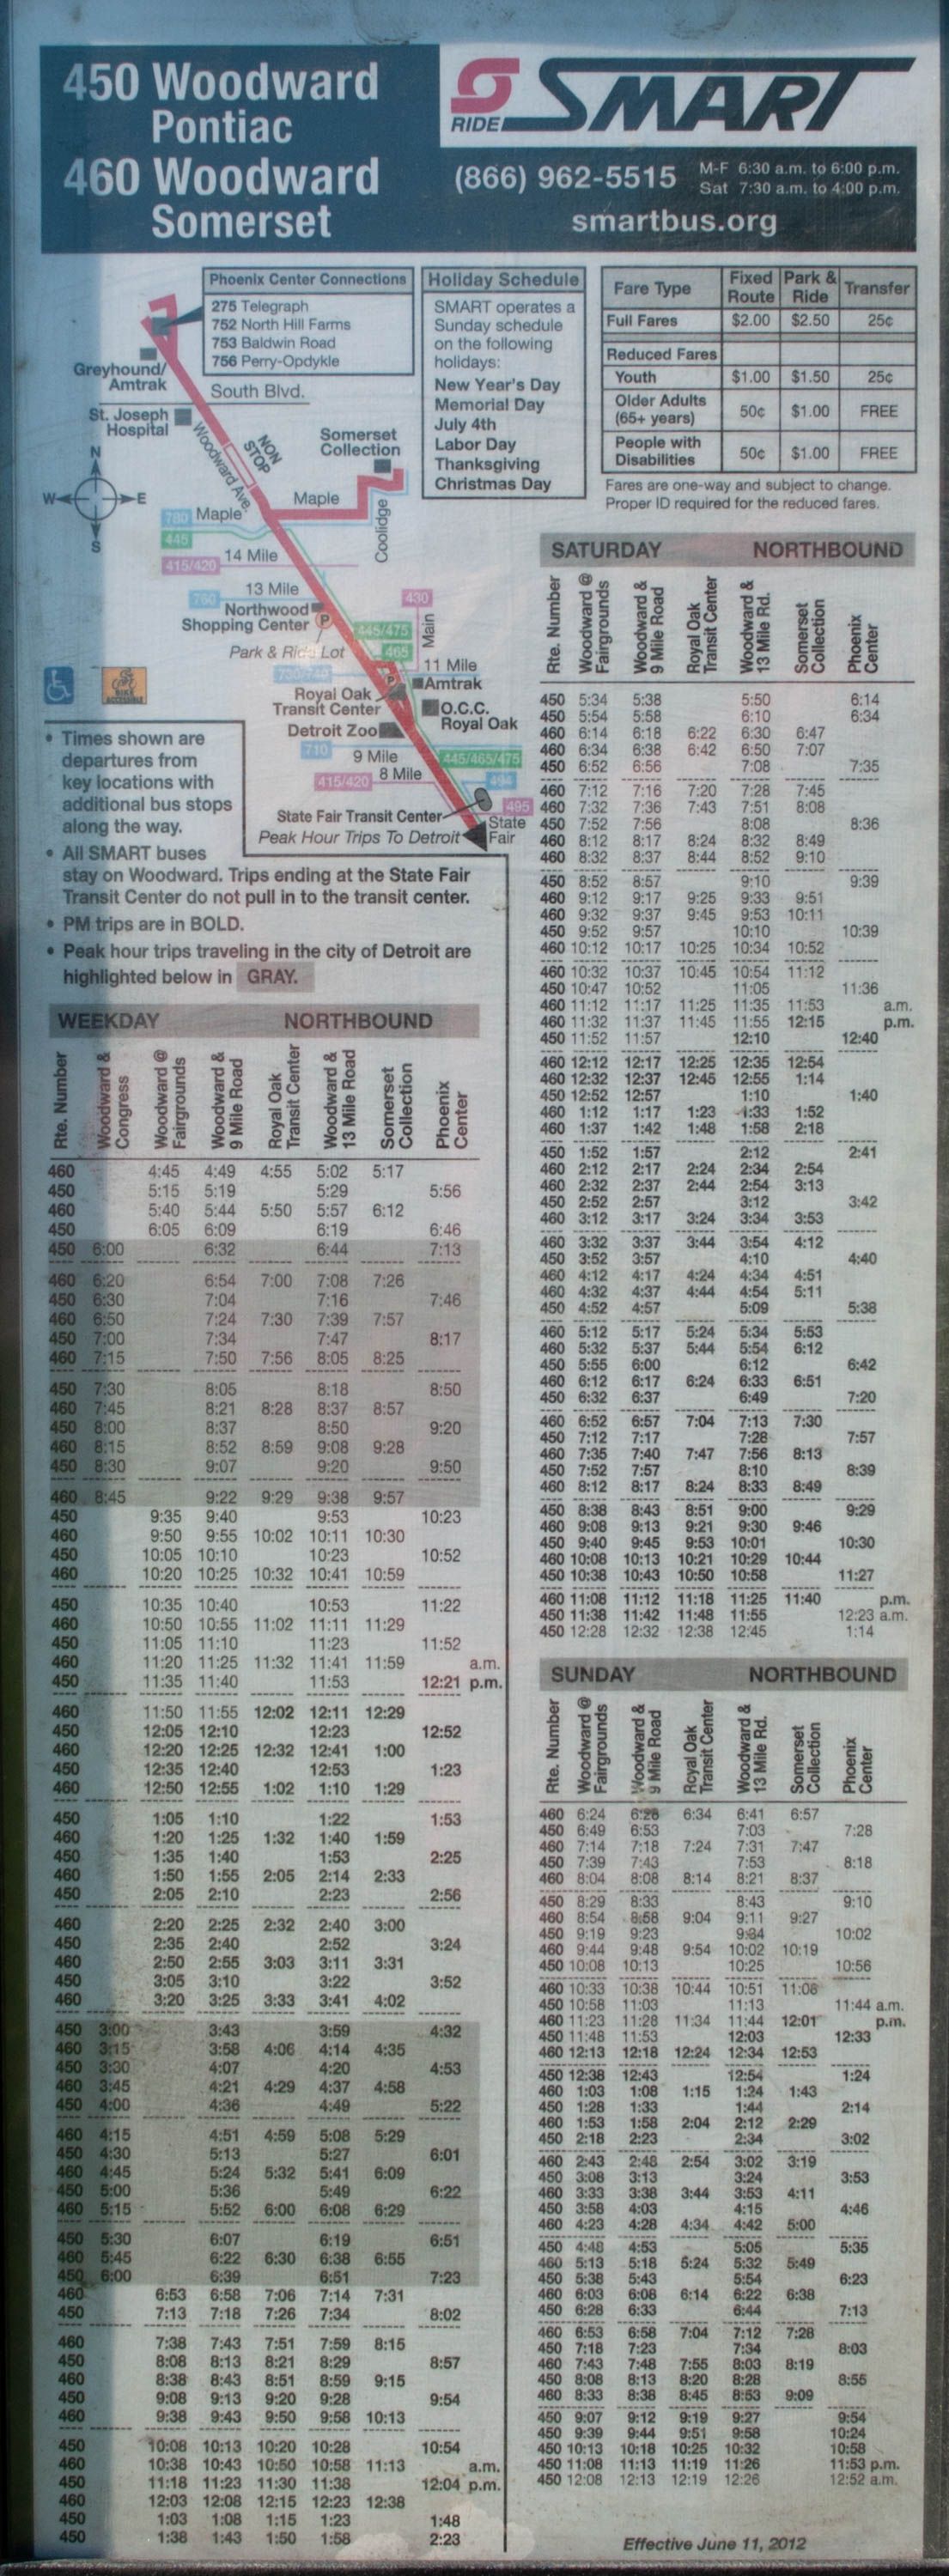 450 Woodward
Pontiac
460 Woodward
Somerset
RIDE SMART
(866) 962-5515 M-F 6:30 a.m. to 6:00 p.m.
Sat 7:30 a.m. to 4:00 p.m.
smartbus.org
Phoenix Center Connections
275 Telegraph
752 North Hill Farms
753 Baldwin Road
756 Perry-Opdykle
Holiday Schedule
SMART operates a
Sunday schedule
on the following
holidays:
New Year's Day
Memorial Day
July 4th
Labor Day
Thanksgiving
Christmas Day
Fare Type Fixed Route Park & Ride Transfer
Full Fares $2.00 $2.50 25¢
Reduced Fares
Youth $1.00 $1.50 25¢
Older Adults (65+ years) 50¢ $1.00 FREE
People with Disabilities 50¢ $1.00 FREE
Fares are one-way and subject to change.
Proper ID required for the reduced fares.
Greyhound/
Amtrak
South Blvd.
St. Joseph
Hospital
Woodward Ave.
NON
STOP
Somerset
Collection
N
W E
S
Maple
Coolidge
780 Maple
445
415/420
14 Mile
13 Mile
760
430
Northwood
Shopping Center
P
Main
445/475
465
Park & Ride Lot
11 Mile
730/740
P
Amtrak
Royal Oak
Transit Center
O.C.C.
Royal Oak
Detroit Zoo
710
9 Mile
445/465/475
415/420
8 Mile
494
495
State Fair Transit Center
State
Fair
Peak Hour Trips To Detroit
BIKE
ACCESSIBLE
• Times shown are
departures from
key locations with
additional bus stops
along the way.
• All SMART buses
stay on Woodward. Trips ending at the State Fair
Transit Center do not pull in to the transit center.
• PM trips are in BOLD.
• Peak hour trips traveling in the city of Detroit are
highlighted below in GRAY.
WEEKDAY NORTHBOUND
Rte. Number Woodward & Congress Woodward @ Fairgrounds Woodward & 9 Mile Road Royal Oak Transit Center Woodward & 13 Mile Road Somerset Collection Phoenix Center
460 4:45 4:49 4:55 5:02 5:17
450 5:15 5:19 5:29 5:56
460 5:40 5:44 5:50 5:57 6:12
450 6:05 6:09 6:19 6:46
450 6:00 6:32 6:44 7:13
460 6:20 6:54 7:00 7:08 7:26
450 6:30 7:04 7:16 7:46
460 6:50 7:24 7:30 7:39 7:57
450 7:00 7:34 7:47 8:17
460 7:15 7:50 7:56 8:05 8:25
450 7:30 8:05 8:18 8:50
460 7:45 8:21 8:28 8:37 8:57
450 8:00 8:37 8:50 9:20
460 8:15 8:52 8:59 9:08 9:28
450 8:30 9:07 9:20 9:50
460 8:45 9:22 9:29 9:38 9:57
450 9:35 9:40 9:53 10:23
460 9:50 9:55 10:02 10:11 10:30
450 10:05 10:10 10:23 10:52
460 10:20 10:25 10:32 10:41 10:59
450 10:35 10:40 10:53 11:22
460 10:50 10:55 11:02 11:11 11:29
450 11:05 11:10 11:23 11:52
460 11:20 11:25 11:32 11:41 11:59 a.m.
450 11:35 11:40 11:53 12:21 p.m.
460 11:50 11:55 12:02 12:11 12:29
450 12:05 12:10 12:23 12:52
460 12:20 12:25 12:32 12:41 1:00
450 12:35 12:40 12:53 1:23
460 12:50 12:55 1:02 1:10 1:29
450 1:05 1:10 1:22 1:53
460 1:20 1:25 1:32 1:40 1:59
450 1:35 1:40 1:53 2:25
460 1:50 1:55 2:05 2:14 2:33
450 2:05 2:10 2:23 2:56
460 2:20 2:25 2:32 2:40 3:00
450 2:35 2:40 2:52 3:24
460 2:50 2:55 3:03 3:11 3:31
450 3:05 3:10 3:22 3:52
460 3:20 3:25 3:33 3:41 4:02
450 3:00 3:43 3:59 4:32
460 3:15 3:58 4:06 4:14 4:35
450 3:30 4:07 4:20 4:53
460 3:45 4:21 4:29 4:37 4:58
450 4:00 4:36 4:49 5:22
460 4:15 4:51 4:59 5:08 5:29
450 4:30 5:13 5:27 6:01
460 4:45 5:24 5:32 5:41 6:09
450 5:00 5:36 5:49 6:22
460 5:15 5:52 6:00 6:08 6:29
450 5:30 6:07 6:19 6:51
460 5:45 6:22 6:30 6:38 6:55
450 6:00 6:39 6:51 7:23
460 6:53 6:58 7:06 7:14 7:31
450 7:13 7:18 7:26 7:34 8:02
460 7:38 7:43 7:51 7:59 8:15
450 8:08 8:13 8:21 8:29 8:57
460 8:38 8:43 8:51 8:59 9:15
450 9:08 9:13 9:20 9:28 9:54
460 9:38 9:43 9:50 9:58 10:13
450 10:08 10:13 10:20 10:28 10:54
460 10:38 10:43 10:50 10:58 11:13 a.m.
450 11:18 11:23 11:30 11:38 12:04 p.m.
460 12:03 12:08 12:15 12:23 12:38
450 1:03 1:08 1:15 1:23 1:48
450 1:38 1:43 1:50 1:58 2:23
SATURDAY NORTHBOUND
Rte. Number Woodward @ Fairgrounds Woodward & 9 Mile Road Royal Oak Transit Center Woodward & 13 Mile Rd. Somerset Collection Phoenix Center
450 5:34 5:38 5:50 6:14
450 5:54 5:58 6:10 6:34
460 6:14 6:18 6:22 6:30 6:47
460 6:34 6:38 6:42 6:50 7:07
450 6:52 6:56 7:08 7:35
460 7:12 7:16 7:20 7:28 7:45
460 7:32 7:36 7:43 7:51 8:08
450 7:52 7:56 8:08 8:36
460 8:12 8:17 8:24 8:32 8:49
460 8:32 8:37 8:44 8:52 9:10
450 8:52 8:57 9:10 9:39
460 9:12 9:17 9:25 9:33 9:51
460 9:32 9:37 9:45 9:53 10:11
450 9:52 9:57 10:10 10:39
460 10:12 10:17 10:25 10:34 10:52
460 10:32 10:37 10:45 10:54 11:12
450 10:47 10:52 11:05 11:36
460 11:12 11:17 11:25 11:35 11:53 a.m.
460 11:32 11:37 11:45 11:55 12:15 p.m.
450 11:52 11:57 12:10 12:40
460 12:12 12:17 12:25 12:35 12:54
460 12:32 12:37 12:45 12:55 1:14
450 12:52 12:57 1:10 1:40
460 1:12 1:17 1:23 1:33 1:52
460 1:37 1:42 1:48 1:58 2:18
450 1:52 1:57 2:12 2:41
460 2:12 2:17 2:24 2:34 2:54
460 2:32 2:37 2:44 2:54 3:13
450 2:52 2:57 3:12 3:42
460 3:12 3:17 3:24 3:34 3:53
460 3:32 3:37 3:44 3:54 4:12
450 3:52 3:57 4:10 4:40
460 4:12 4:17 4:24 4:34 4:51
460 4:32 4:37 4:44 4:54 5:11
450 4:52 4:57 5:09 5:38
460 5:12 5:17 5:24 5:34 5:53
460 5:32 5:37 5:44 5:54 6:12
450 5:55 6:00 6:12 6:42
460 6:12 6:17 6:24 6:33 6:51
450 6:32 6:37 6:49 7:20
460 6:52 6:57 7:04 7:13 7:30
450 7:12 7:17 7:28 7:57
460 7:35 7:40 7:47 7:56 8:13
450 7:52 7:57 8:10 8:39
460 8:12 8:17 8:24 8:33 8:49
450 8:38 8:43 8:51 9:00 9:29
460 9:08 9:13 9:21 9:30 9:46
450 9:40 9:45 9:53 10:01 10:30
460 10:08 10:13 10:21 10:29 10:44
450 10:38 10:43 10:50 10:58 11:27
460 11:08 11:12 11:18 11:25 11:40 p.m.
450 11:38 11:42 11:48 11:55 12:23 a.m.
450 12:28 12:32 12:38 12:45 1:14
SUNDAY NORTHBOUND
Rte. Number Woodward @ Fairgrounds Woodward & 9 Mile Road Royal Oak Transit Center Woodward & 13 Mile Rd. Somerset Collection Phoenix Center
460 6:24 6:28 6:34 6:41 6:57
450 6:49 6:53 7:03 7:28
460 7:14 7:18 7:24 7:31 7:47
450 7:39 7:43 7:53 8:18
460 8:04 8:08 8:14 8:21 8:37
450 8:29 8:33 8:43 9:10
460 8:54 8:58 9:04 9:11 9:27
450 9:19 9:23 9:34 10:02
460 9:44 9:48 9:54 10:02 10:19
450 10:08 10:13 10:25 10:56
460 10:33 10:38 10:44 10:51 11:08
450 10:58 11:03 11:13 11:44 a.m.
460 11:23 11:28 11:34 11:44 12:01 p.m.
450 11:48 11:53 12:03 12:33
460 12:13 12:18 12:24 12:34 12:53
450 12:38 12:43 12:54 1:24
460 1:03 1:08 1:15 1:24 1:43
450 1:28 1:33 1:44 2:14
460 1:53 1:58 2:04 2:12 2:29
450 2:18 2:23 2:34 3:02
460 2:43 2:48 2:54 3:02 3:19
450 3:08 3:13 3:24 3:53
460 3:33 3:38 3:44 3:53 4:11
450 3:58 4:03 4:15 4:46
460 4:23 4:28 4:34 4:42 5:00
450 4:48 4:53 5:05 5:35
460 5:13 5:18 5:24 5:32 5:49
450 5:38 5:43 5:54 6:23
460 6:03 6:08 6:14 6:22 6:38
450 6:28 6:33 6:44 7:13
460 6:53 6:58 7:04 7:12 7:28
450 7:18 7:23 7:34 8:03
460 7:43 7:48 7:55 8:03 8:19
450 8:08 8:13 8:20 8:28 8:55
460 8:33 8:38 8:45 8:53 9:09
450 9:07 9:12 9:19 9:27 9:54
450 9:39 9:44 9:51 9:58 10:24
450 10:13 10:18 10:25 10:32 10:58
450 11:08 11:13 11:19 11:26 11:53 p.m.
450 12:08 12:13 12:19 12:26 12:52 a.m.
Effective June 11, 2012